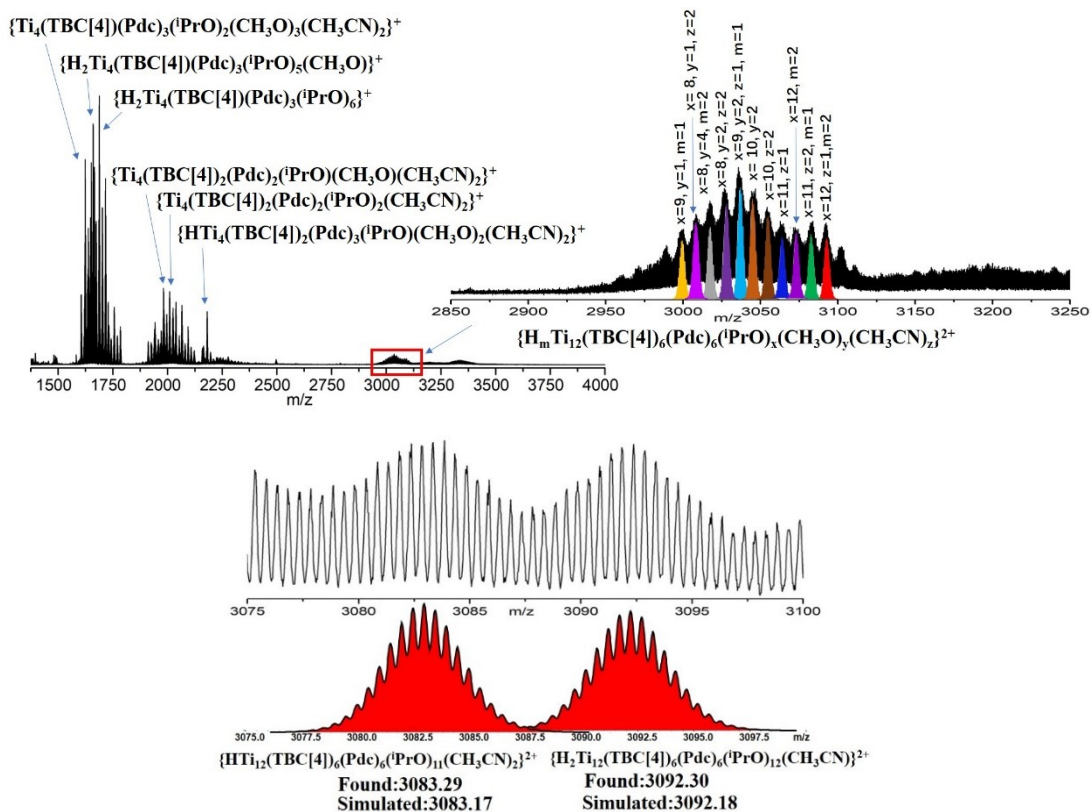 {Ti₄(TBC[4])(Pdc)₃(ⁱPrO)₂(CH₃O)₃(CH₃CN)₂}⁺
{H₂Ti₄(TBC[4])(Pdc)₃(ⁱPrO)₅(CH₃O)}⁺
{H₂Ti₄(TBC[4])(Pdc)₃(ⁱPrO)₆}⁺
{Ti₄(TBC[4])₂(Pdc)₂(ⁱPrO)(CH₃O)(CH₃CN)₂}⁺
{Ti₄(TBC[4])₂(Pdc)₂(ⁱPrO)₂(CH₃CN)₂}⁺
{HTi₄(TBC[4])₂(Pdc)₃(ⁱPrO)(CH₃O)₂(CH₃CN)₂}⁺
1500 1750 2000 2250 2500 2750 3000 3250 3500 3750 4000
m/z
x=9, y=1, m=1
x= 8, y=1, z=2
x=8, y=4, m=2
x=8, y=2, z=2
x=9, y=2, z=1, m=1
x= 10, y=2
x=10, z=2
x=11, z=1
x=12, m=2
x=11, z=2, m=1
x=12, z=1,m=2
2850 2900 2950 3000 3050 3100 3150 3200 3250
m/z
{HₘTi₁₂(TBC[4])₆(Pdc)₆(ⁱPrO)ₓ(CH₃O)ᵧ(CH₃CN)z}²⁺
3075 3080 3085 m/z 3090 3095 3100
3075.0 3077.5 3080.0 3082.5 3085.0 3087.5 3090.0 3092.5 3095.0 3097.5 m/z
{HTi₁₂(TBC[4])₆(Pdc)₆(ⁱPrO)₁₁(CH₃CN)₂}²⁺ {H₂Ti₁₂(TBC[4])₆(Pdc)₆(ⁱPrO)₁₂(CH₃CN)}²⁺
Found:3083.29 Found:3092.30
Simulated:3083.17 Simulated:3092.18